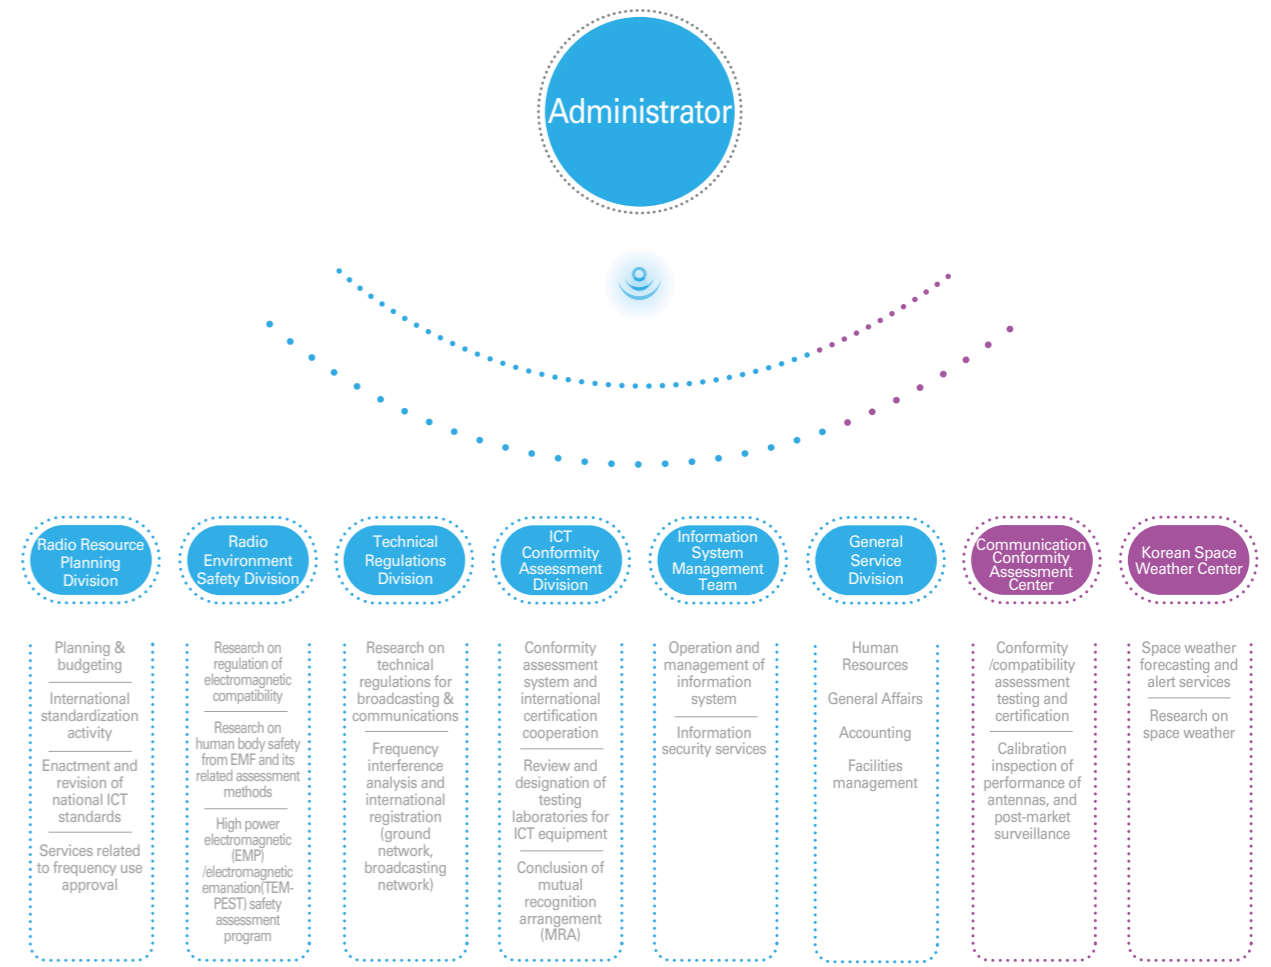 Administrator
Radio Resource
Planning
Division
Radio
Environment
Safety Division
Technical
Regulations
Division
ICT
Conformity
Assessment
Division
Information
System
Management
Team
General
Service
Division
Communication
Conformity
Assessment
Center
Korean Space
Weather Center
Planning &
budgeting
International
standardization
activity
Enactment and
revision of
national ICT
standards
Services related
to frequency use
approval
Research on
regulation of
electromagnetic
compatibility
Research on
human body safety
from EMF and its
related assessment
methods
High power
electromagnetic
(EMP)
/electromagnetic
emanation(TEM-
PEST) safety
assessment
program
Research on
technical
regulations for
broadcasting &
communications
Frequency
interference
analysis and
international
registration
(ground
network,
broadcasting
network)
Conformity
assessment
system and
international
certification
cooperation
Review and
designation of
testing
laboratories for
ICT equipment
Conclusion of
mutual
recognition
arrangement
(MRA)
Operation and
management of
information
system
Information
security services
Human
Resources
General Affairs
Accounting
Facilities
management
Conformity
/compatibility
assessment
testing and
certification
Calibration
inspection of
performance of
antennas, and
post-market
surveillance
Space weather
forecasting and
alert services
Research on
space weather